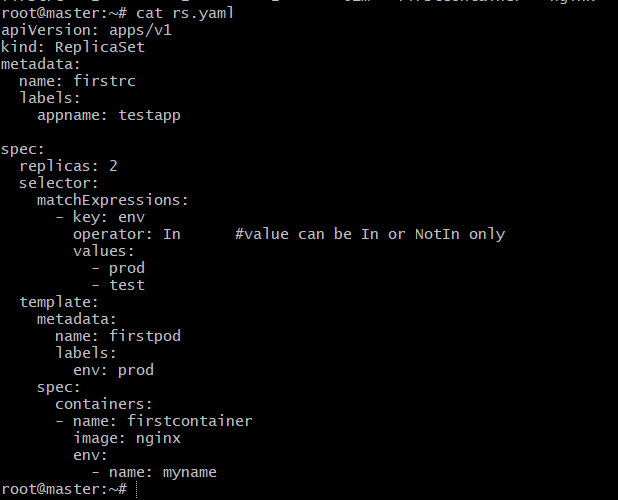 root@master:~# cat rs.yaml
apiVersion: apps/v1
kind: ReplicaSet
metadata:
  name: firstrc
  labels:
    appname: testapp

spec:
  replicas: 2
  selector:
    matchExpressions:
      - key: env
        operator: In      #value can be In or NotIn only
        values:
          - prod
          - test
  template:
    metadata:
      name: firstpod
      labels:
        env: prod
    spec:
      containers:
      - name: firstcontainer
        image: nginx
        env:
          - name: myname
root@master:~#